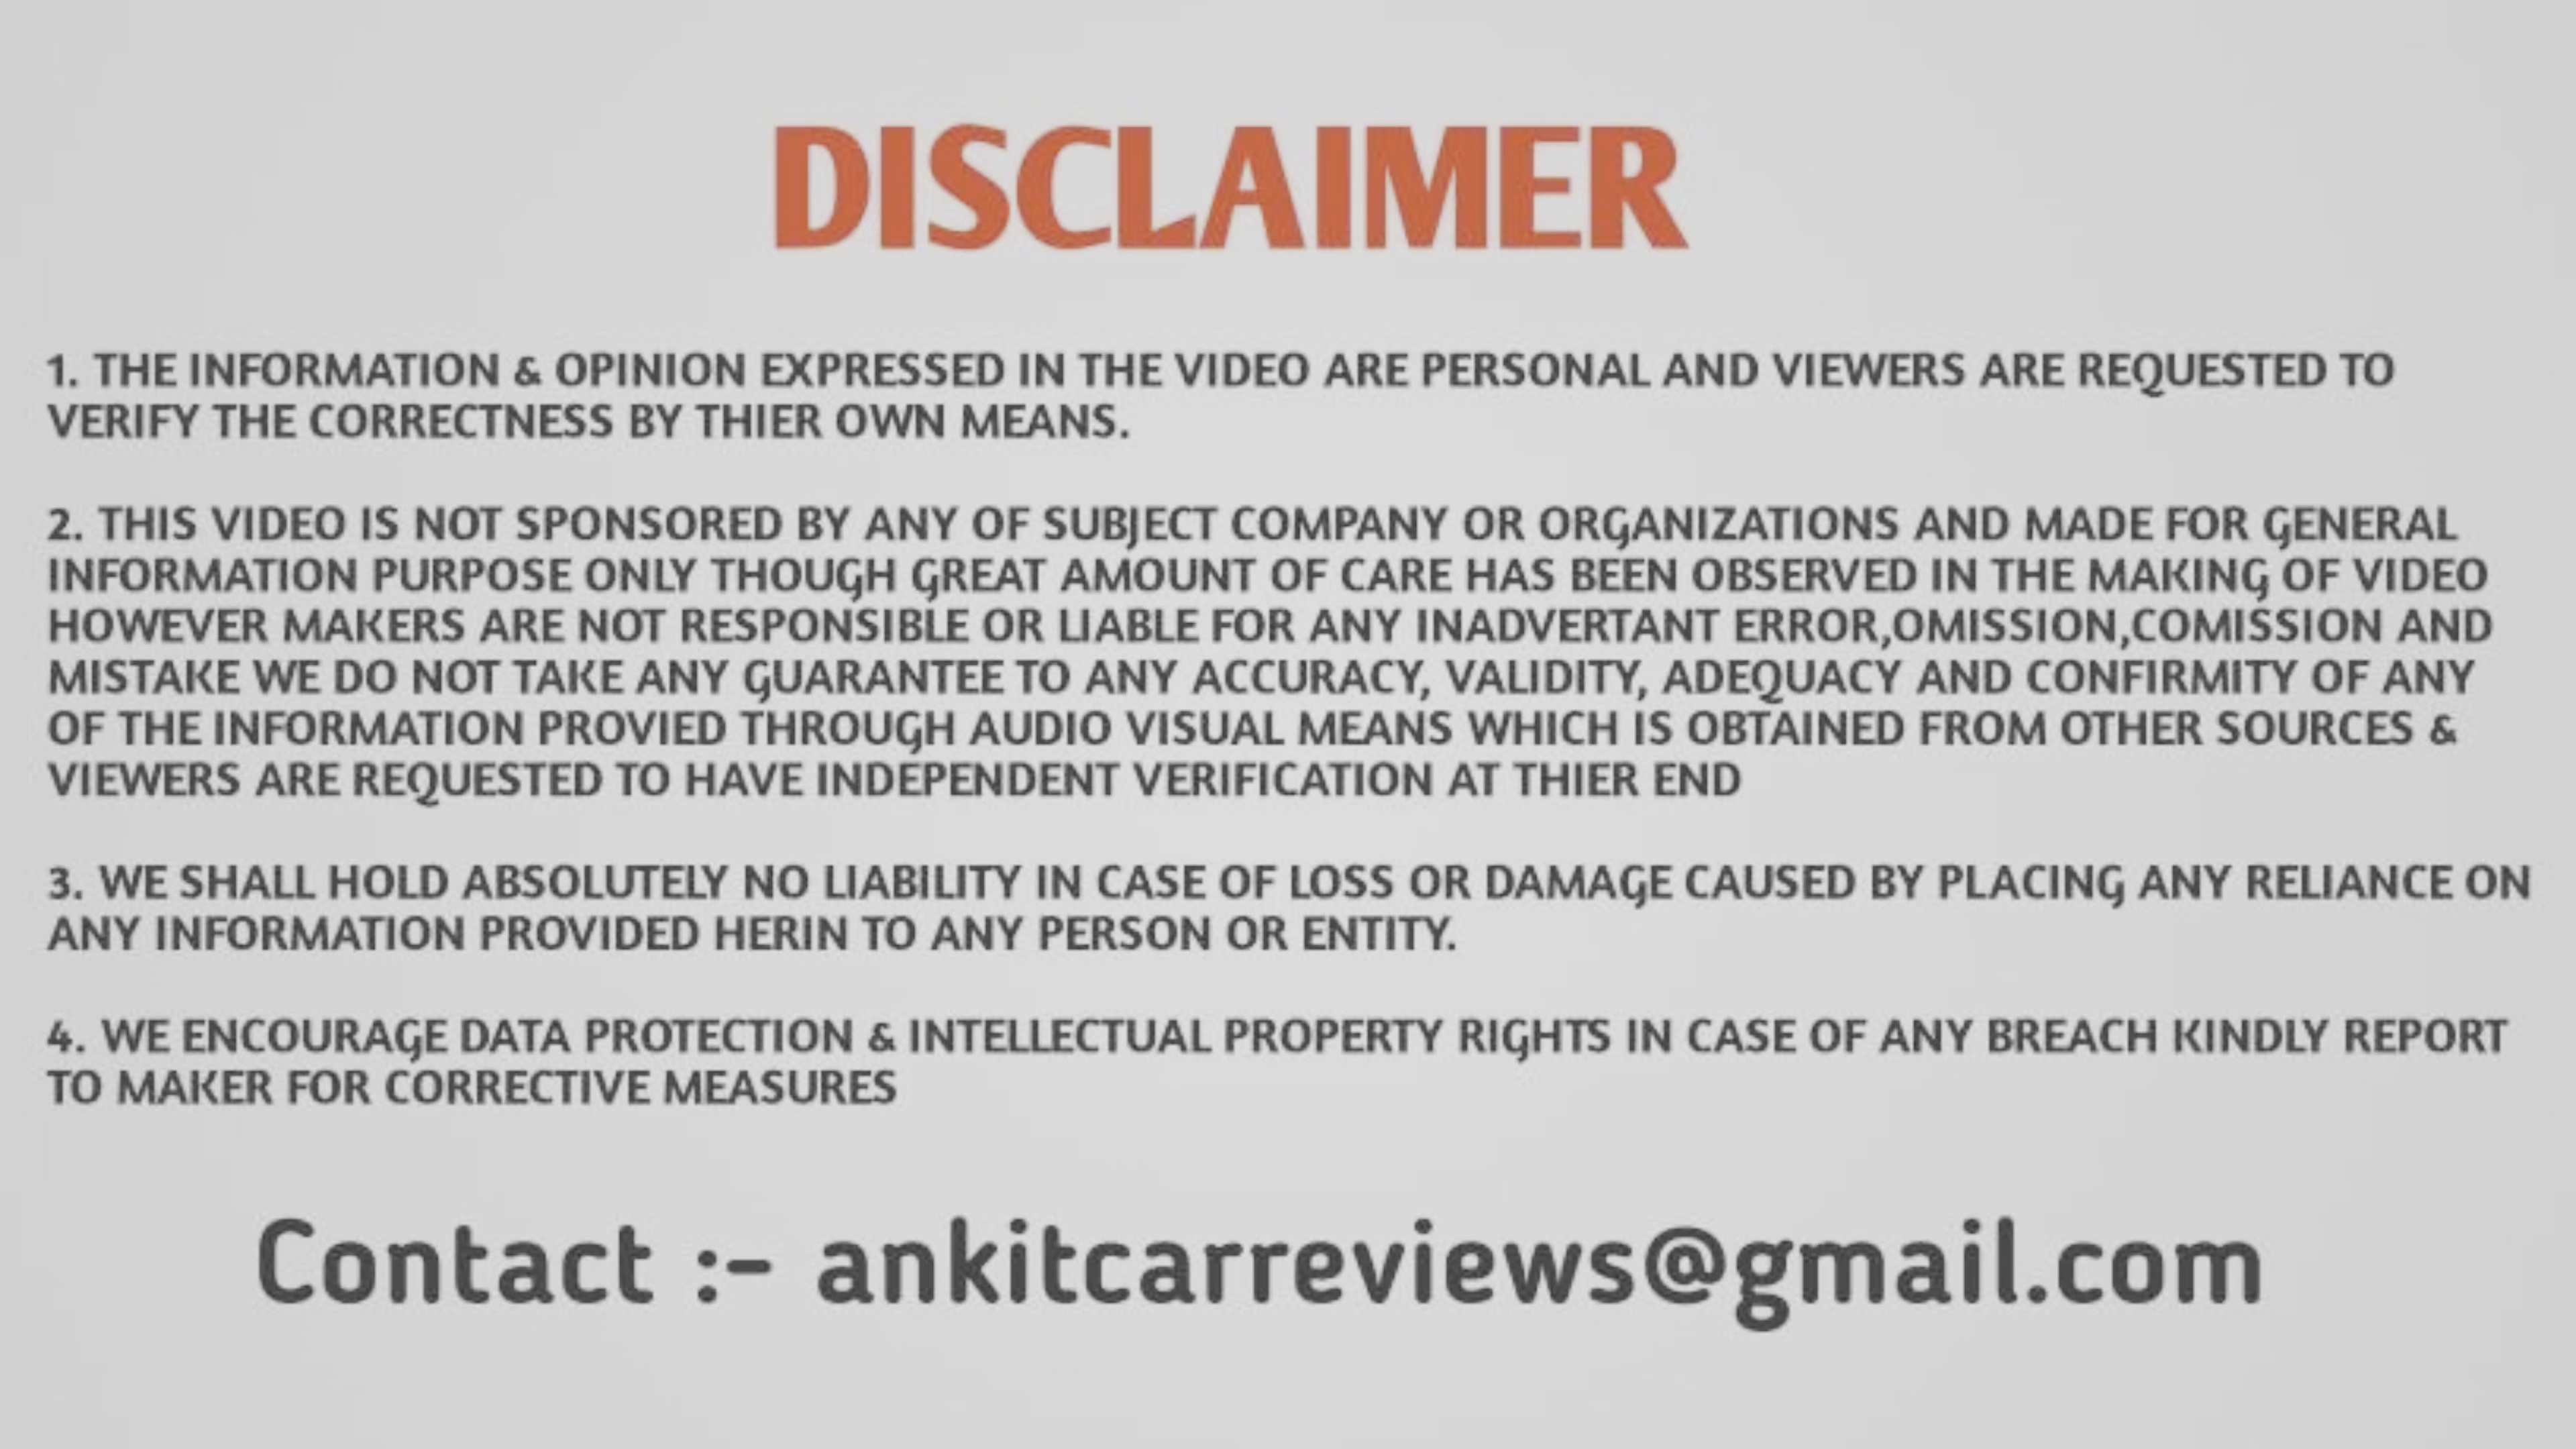 DISCLAIMER
1. THE INFORMATION & OPINION EXPRESSED IN THE VIDEO ARE PERSONAL AND VIEWERS ARE REQUESTED TO
VERIFY THE CORRECTNESS BY THIER OWN MEANS.
2. THIS VIDEO IS NOT SPONSORED BY ANY OF SUBJECT COMPANY OR ORGANIZATIONS AND MADE FOR GENERAL
INFORMATION PURPOSE ONLY THOUGH GREAT AMOUNT OF CARE HAS BEEN OBSERVED IN THE MAKING OF VIDEO
HOWEVER MAKERS ARE NOT RESPONSIBLE OR LIABLE FOR ANY INADVERTANT ERROR,OMISSION,COMISSION AND
MISTAKE WE DO NOT TAKE ANY GUARANTEE TO ANY ACCURACY, VALIDITY, ADEQUACY AND CONFIRMITY OF ANY
OF THE INFORMATION PROVIED THROUGH AUDIO VISUAL MEANS WHICH IS OBTAINED FROM OTHER SOURCES &
VIEWERS ARE REQUESTED TO HAVE INDEPENDENT VERIFICATION AT THIER END
3. WE SHALL HOLD ABSOLUTELY NO LIABILITY IN CASE OF LOSS OR DAMAGE CAUSED BY PLACING ANY RELIANCE ON
ANY INFORMATION PROVIDED HERIN TO ANY PERSON OR ENTITY.
4. WE ENCOURAGE DATA PROTECTION & INTELLECTUAL PROPERTY RIGHTS IN CASE OF ANY BREACH KINDLY REPORT
TO MAKER FOR CORRECTIVE MEASURES
Contact :- ankitcarreviews@gmail.com